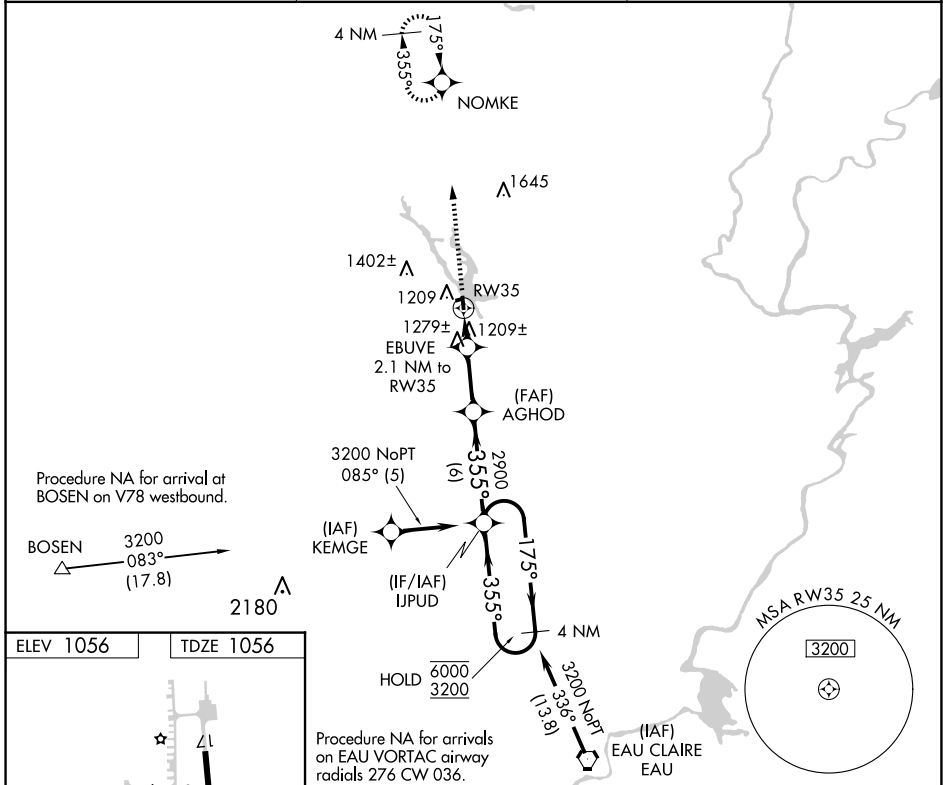 4 NM
175°
355°
NOMKE
1645
1402±
1209
RW35
1279±
1209±
EBUVE
2.1 NM to
RW35
(FAF)
AGHOD
3200 NoPT
085° (5)
2900
355°
(6)
Procedure NA for arrival at
BOSEN on V78 westbound.
BOSEN
3200
083°
(17.8)
(IAF)
KEMGE
(IF/IAF)
IJPUD
175°
355°
4 NM
2180
HOLD
6000
3200
3200 NoPT
336°
(13.8)
(IAF)
EAU CLAIRE
EAU
MSA RW35 25 NM
3200
ELEV 1056
TDZE 1056
17
Procedure NA for arrivals
on EAU VORTAC airway
radials 276 CW 036.